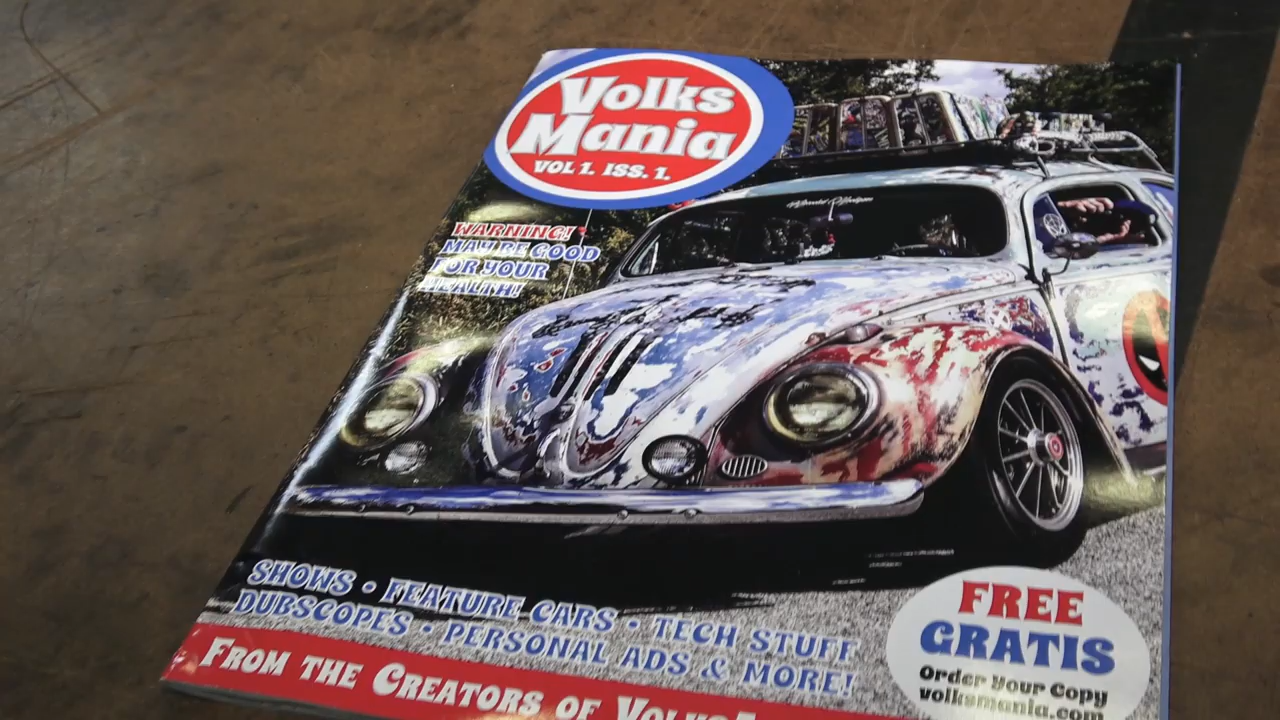 Volks
Mania
VOL 1. ISS. 1.
WARNING!
MAY BE GOOD
FOR YOUR
HEALTH!
SHOWS • FEATURE CARS • TECH STUFF
DUBSCOPES • PERSONAL ADS & MORE!
FROM THE CREATORS OF
FREE
GRATIS
Order Your Copy
volksmania.com